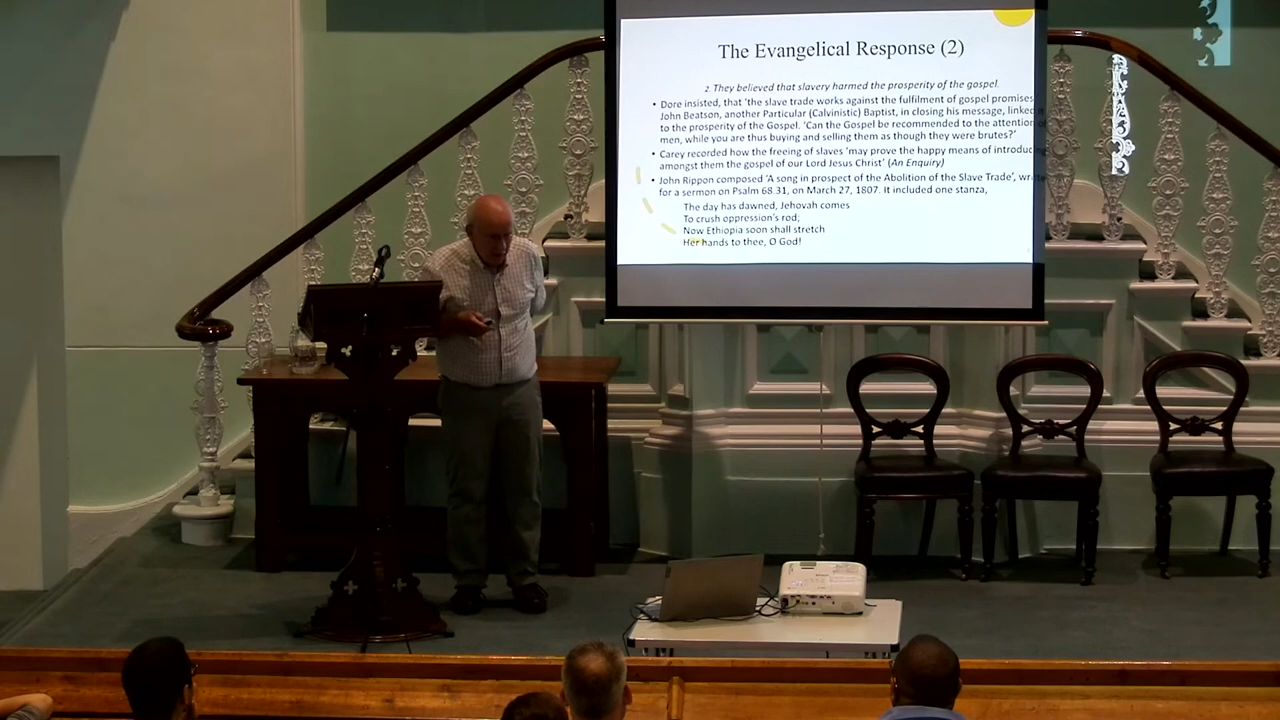 The Evangelical Response (2)
2. They believed that slavery harmed the prosperity of the gospel.
• Dore insisted, that 'the slave trade works against the fulfilment of gospel promises
John Beatson, another Particular (Calvinistic) Baptist, in closing his message, linked it
to the prosperity of the Gospel. 'Can the Gospel be recommended to the attention of
men, while you are thus buying and selling them as though they were brutes?'
• Carey recorded how the freeing of slaves 'may prove the happy means of
amongst them the gospel of our Lord Jesus Christ' (An Enquiry)
• John Rippon composed 'A song in prospect of the Abolition of the Slave Trade',
for a sermon on Psalm 68.31, on March 27, 1807. It included one stanza,
The day has dawned, Jehovah comes
To crush oppression's rod;
Now Ethiopia soon shall stretch
Her hands to thee, O God!